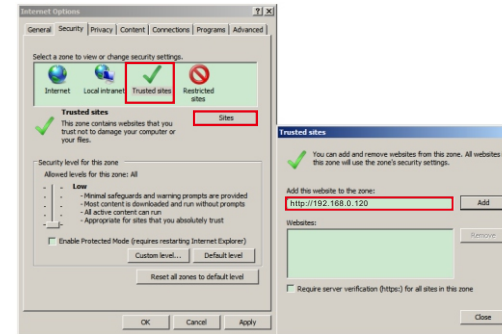 Internet Options
? X
General Security Privacy Content Connections Programs Advanced
Select a zone to view or change security settings.
Internet Local intranet Trusted sites Restricted sites
Trusted sites
This zone contains websites that you
trust not to damage your computer or
your files.
Sites
Security level for this zone
Allowed levels for this zone: All
Low
- Minimal safeguards and warning prompts are provided
- Most content is downloaded and run without prompts
- All active content can run
- Appropriate for sites that you absolutely trust
Enable Protected Mode (requires restarting Internet Explorer)
Custom level... Default level
Reset all zones to default level
OK Cancel Apply
Trusted sites
You can add and remove websites from this zone. All websites
this zone will use the zone's security settings.
Add this website to the zone:
http://192.168.0.120 Add
Websites:
Remove
Require server verification (https:) for all sites in this zone
Close